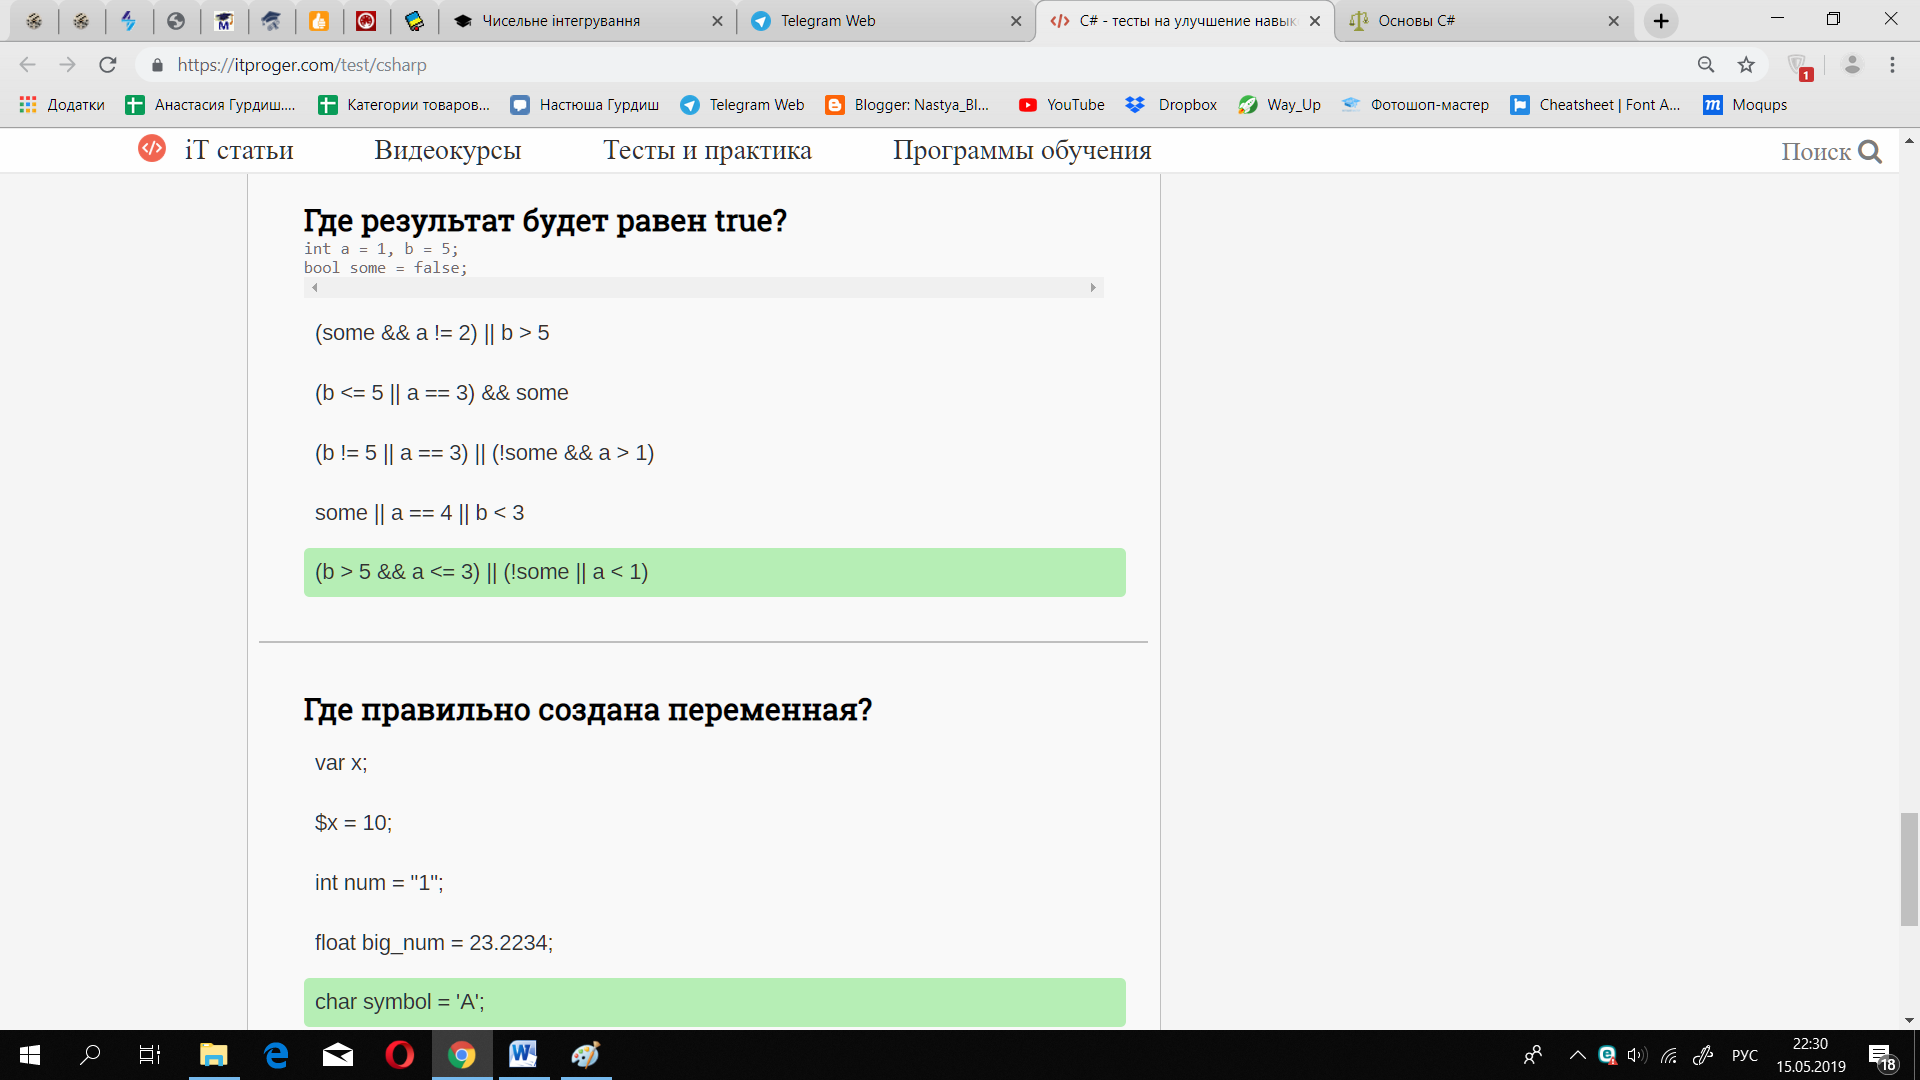 Чисельне інтегрування
Telegram Web
C# - тесты на улучшение навык
Основы C#
https://itproger.com/test/csharp
1
Додатки
Анастасия Гурдиш....
Категории товаров...
Настюша Гурдиш
Telegram Web
Blogger: Nastya_Bl...
YouTube
Dropbox
Way_Up
Фотошоп-мастер
Cheatsheet | Font A...
Moqups
iT статьи
Видеокурсы
Тесты и практика
Программы обучения
Поиск
Где результат будет равен true?
int a = 1, b = 5;
bool some = false;
(some && a != 2) || b > 5
(b <= 5 || a == 3) && some
(b != 5 || a == 3) || (!some && a > 1)
some || a == 4 || b < 3
(b > 5 && a <= 3) || (!some || a < 1)
Где правильно создана переменная?
var x;
$x = 10;
int num = "1";
float big_num = 23.2234;
char symbol = 'A';
РУС
22:30
15.05.2019
18